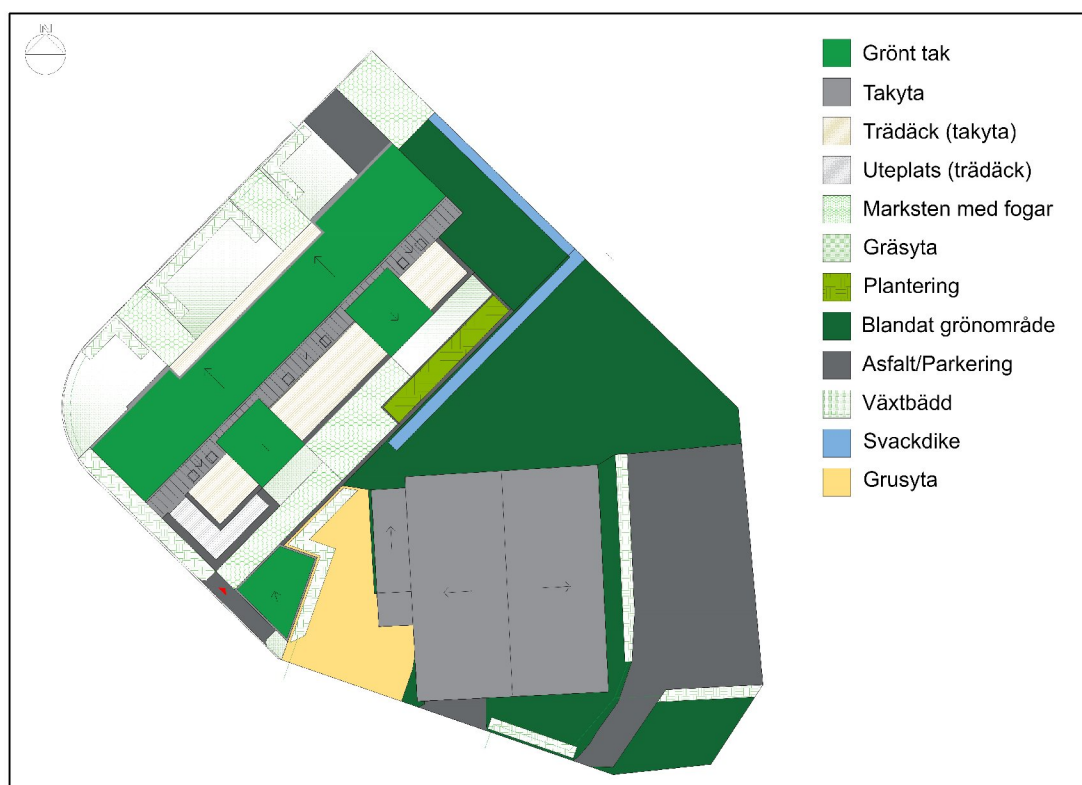 N
Grönt tak
Takyta
Trädäck (takyta)
Uteplats (trädäck)
Marksten med fogar
Gräsyta
Plantering
Blandat grönområde
Asfalt/Parkering
Växtbädd
Svackdike
Grusyta